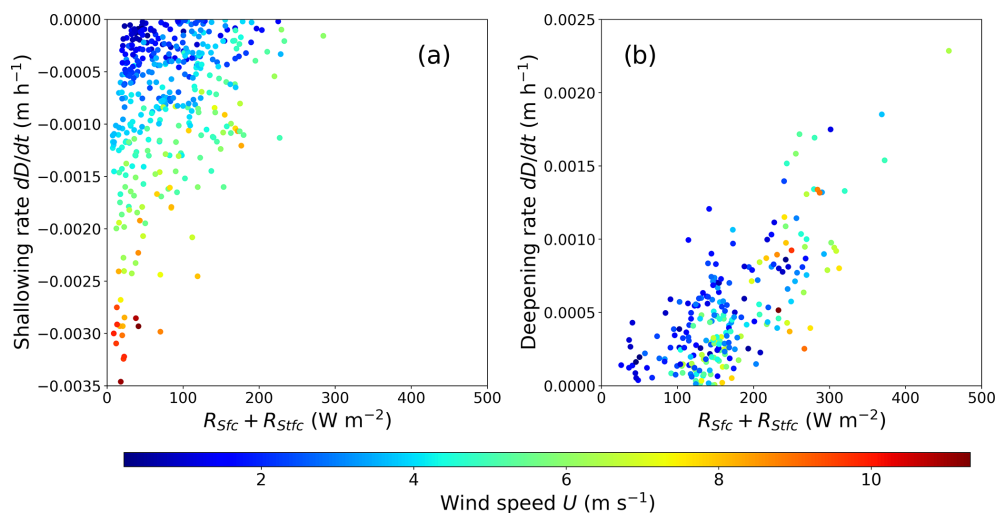 (a)
Shallowing rate dD/dt (m h⁻¹)
0.0000
−0.0005
−0.0010
−0.0015
−0.0020
−0.0025
−0.0030
−0.0035
0 100 200 300 400 500
R_Sfc + R_Stfc (W m⁻²)
(b)
Deepening rate dD/dt (m h⁻¹)
0.0025
0.0020
0.0015
0.0010
0.0005
0.0000
0 100 200 300 400 500
R_Sfc + R_Stfc (W m⁻²)
2 4 6 8 10
Wind speed U (m s⁻¹)